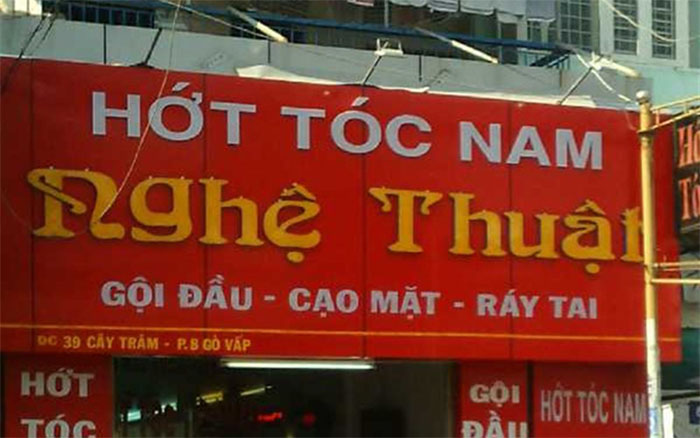 HỚT TÓC NAM
Nghệ Thuật
GỘI ĐẦU - CẠO MẶT - RÁY TAI
ĐC 39 CÂY TRÂM - P.8 GÒ VẤP
HỚT
TÓC
GỘI
ĐẦU
HỚT TÓC NAM